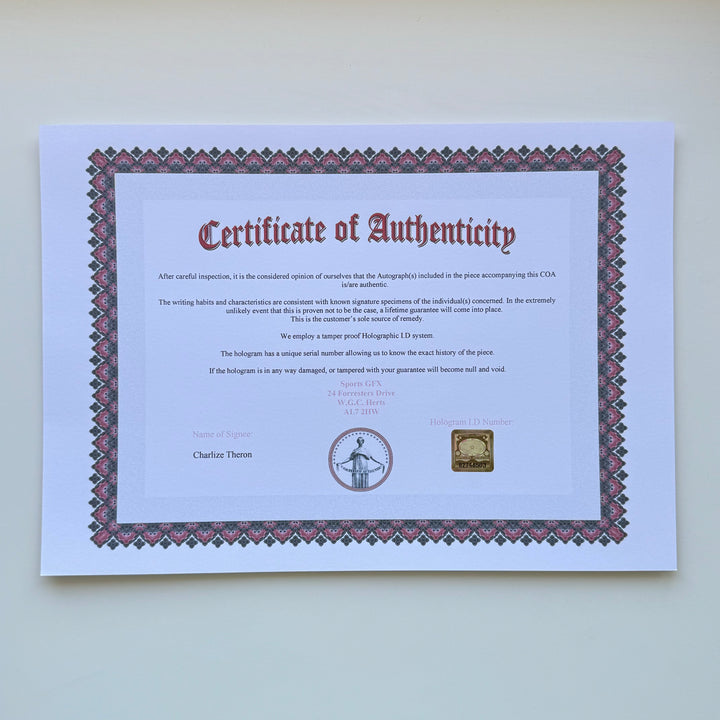 Certificate of Authenticity
After careful inspection, it is the considered opinion of ourselves that the Autograph(s) included in the piece accompanying this COA
is/are authentic.
The writing habits and characteristics are consistent with known signature specimens of the individual(s) concerned. In the extremely
unlikely event that this is proven not to be the case, a lifetime guarantee will come into place.
This is the customer's sole source of remedy.
We employ a tamper proof Holographic I.D system.
The hologram has a unique serial number allowing us to know the exact history of the piece.
If the hologram is in any way damaged, or tampered with your guarantee will become null and void.
Sports GFX
24 Forresters Drive
W.G.C. Herts
AL7 2HW
Hologram I.D Number:
Name of Signee:
Charlize Theron